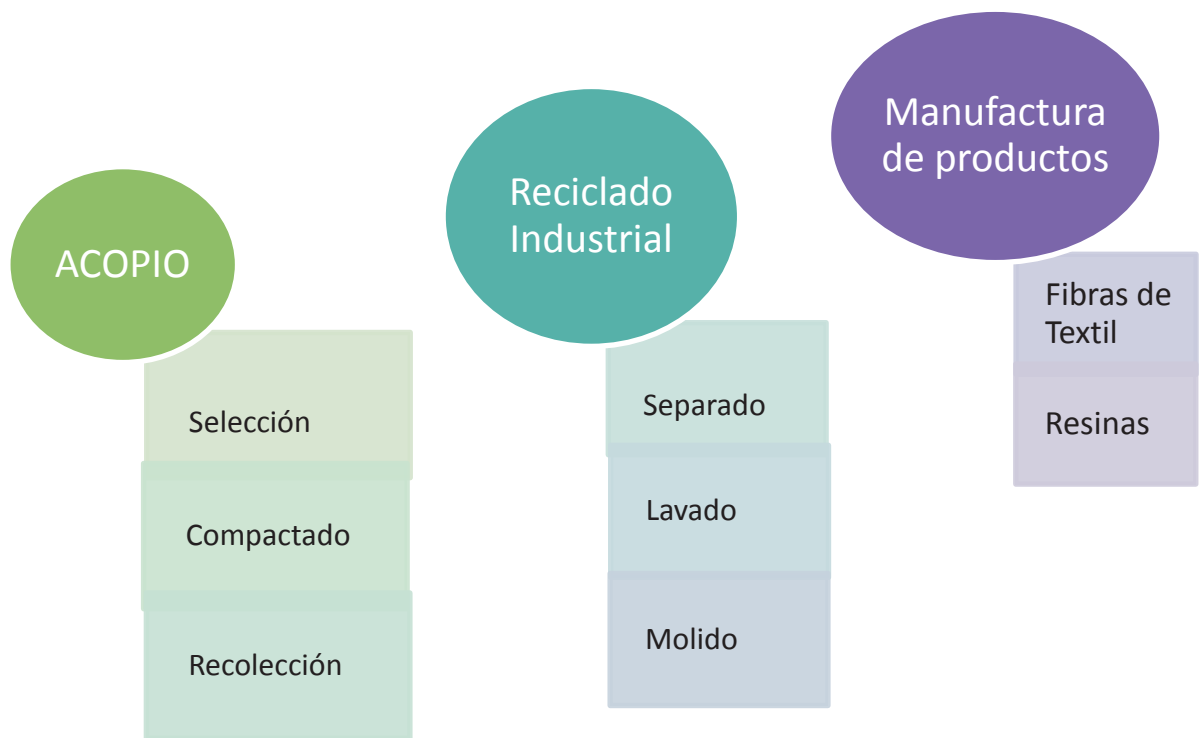 ACOPIO
Selección
Compactado
Recolección
Reciclado
Industrial
Separado
Lavado
Molido
Manufactura
de productos
Fibras de
Textil
Resinas